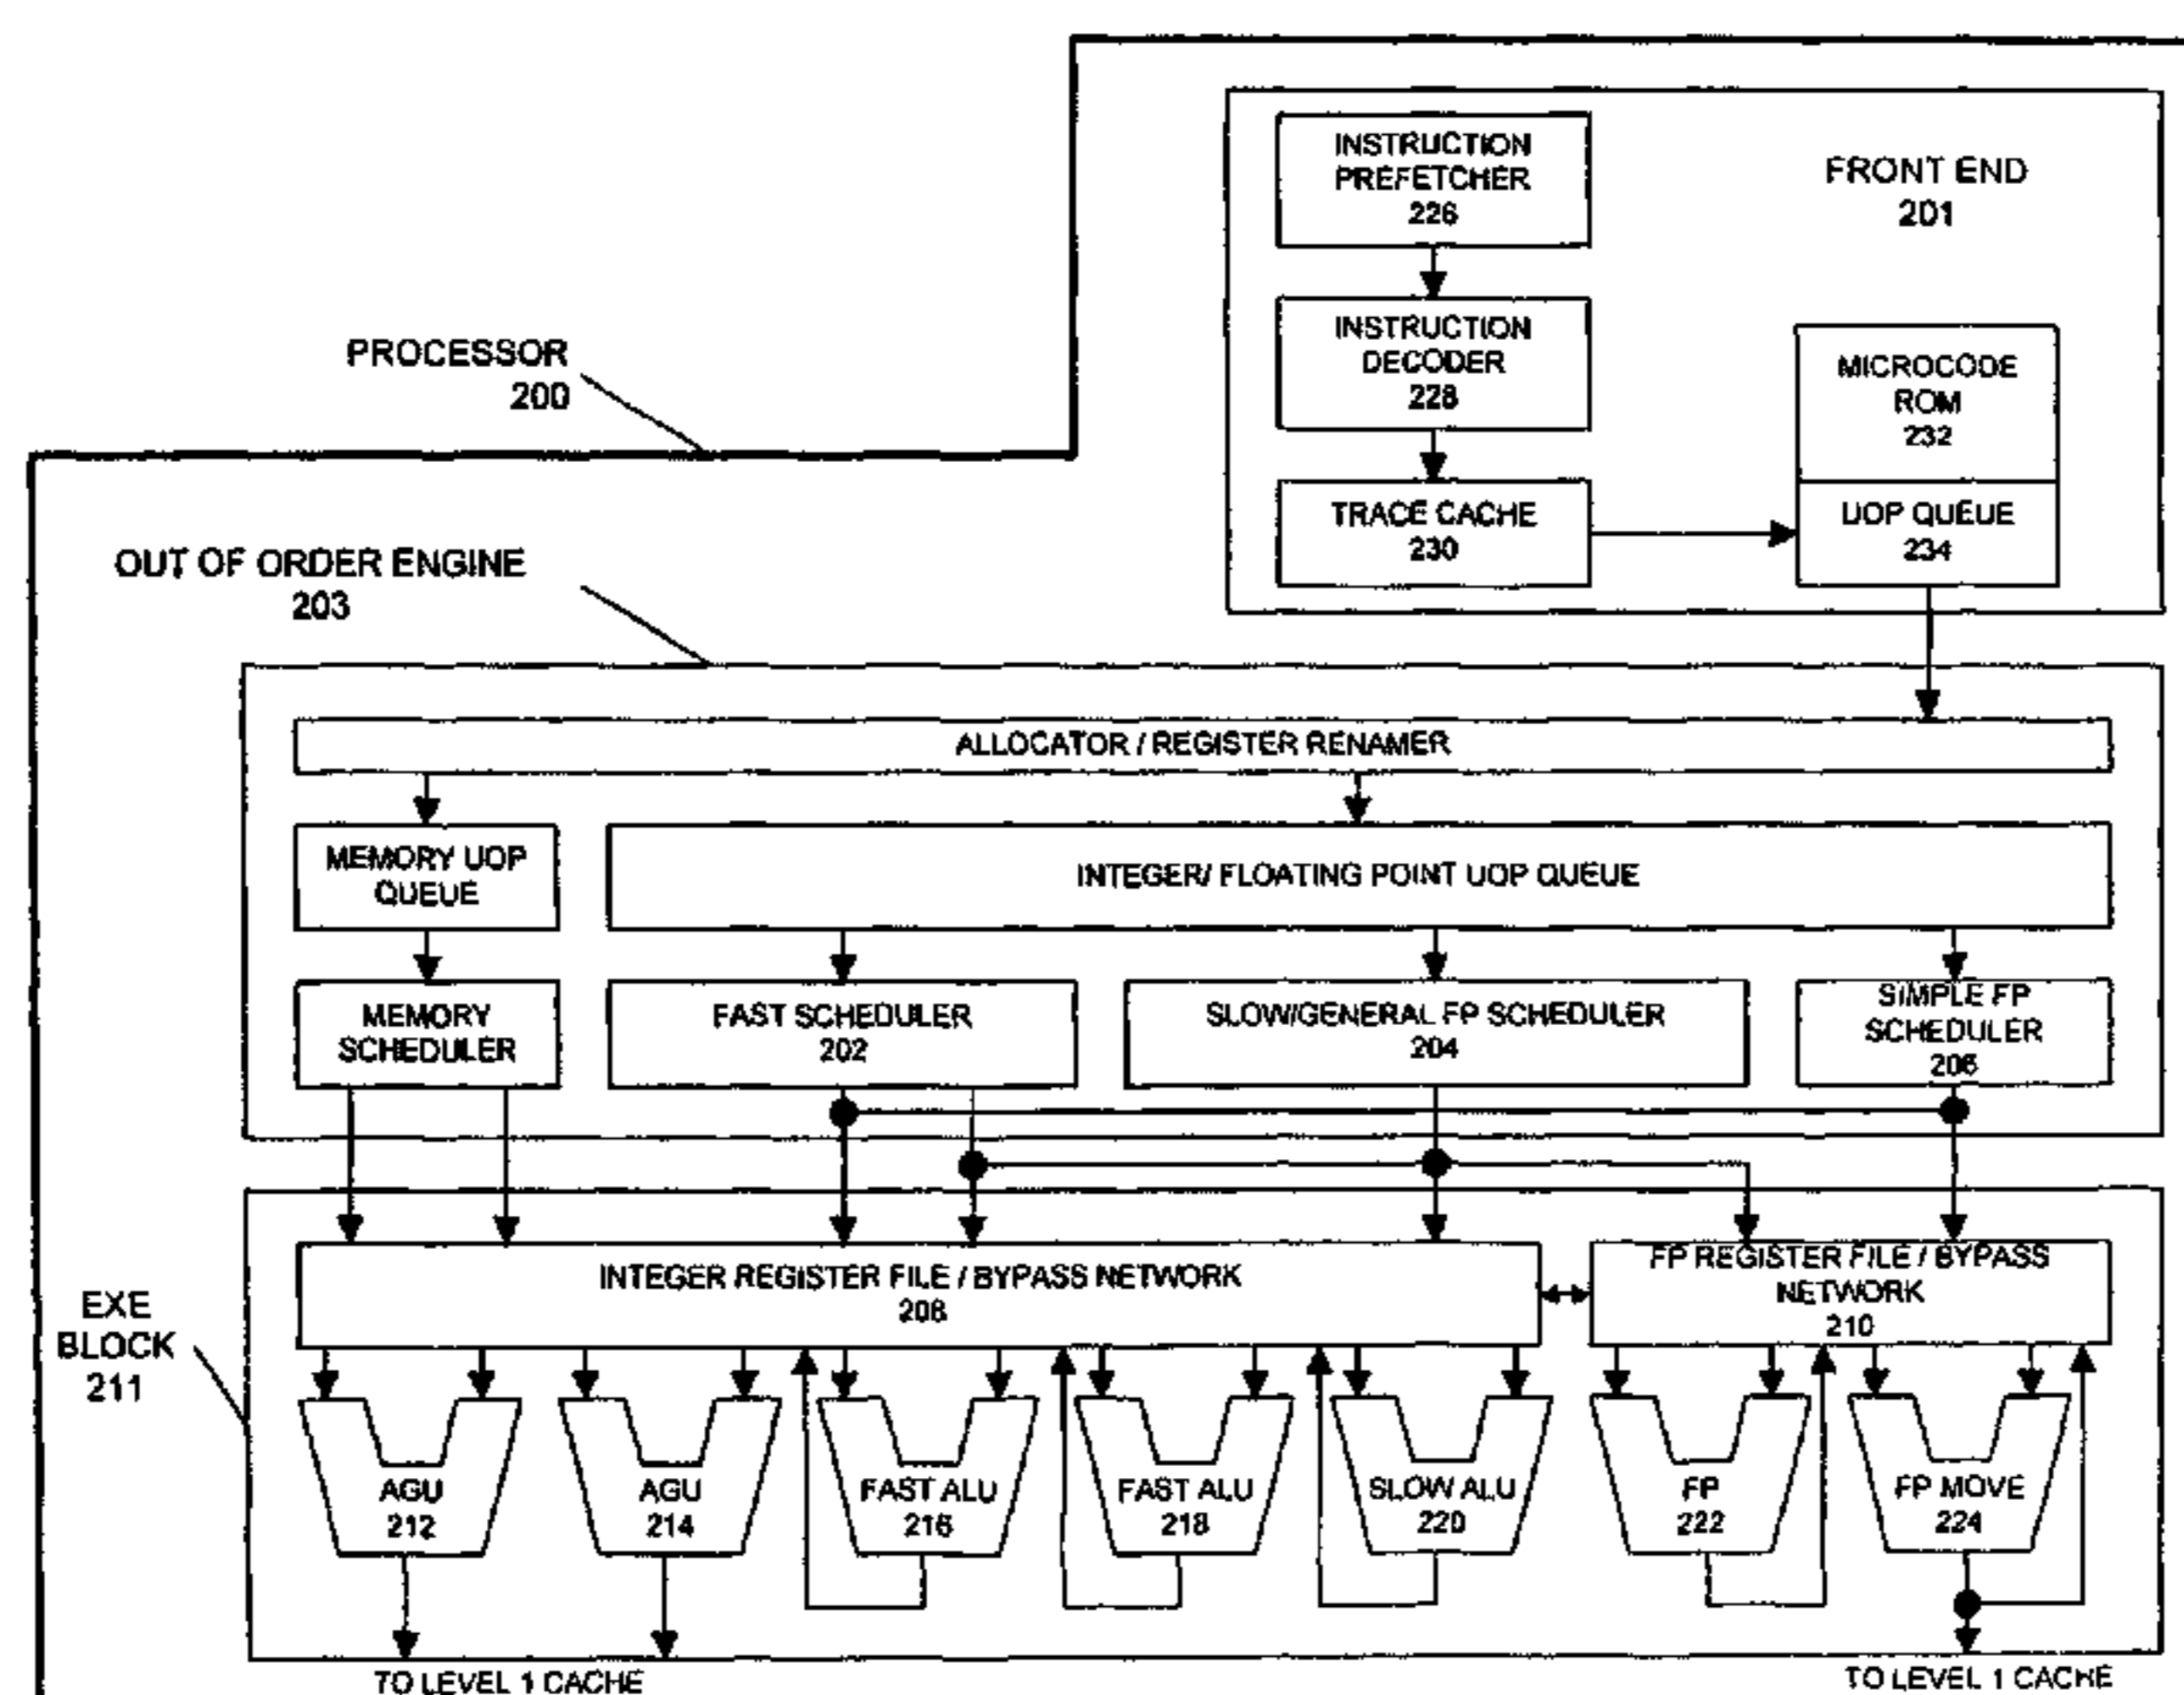 INSTRUCTION
PREFETCHER
226
FRONT END
201
INSTRUCTION
DECODER
228
MICROCODE
ROM
232
PROCESSOR
200
TRACE CACHE
230
UOP QUEUE
234
OUT OF ORDER ENGINE
203
ALLOCATOR / REGISTER RENAMER
MEMORY UOP
QUEUE
INTEGER/ FLOATING POINT UOP QUEUE
MEMORY
SCHEDULER
FAST SCHEDULER
202
SLOW/GENERAL FP SCHEDULER
204
SIMPLE FP
SCHEDULER
206
INTEGER REGISTER FILE / BYPASS NETWORK
208
FP REGISTER FILE / BYPASS
NETWORK
210
EXE
BLOCK
211
AGU
212
AGU
214
FAST ALU
216
FAST ALU
218
SLOW ALU
220
FP
222
FP MOVE
224
TO LEVEL 1 CACHE
TO LEVEL 1 CACHE